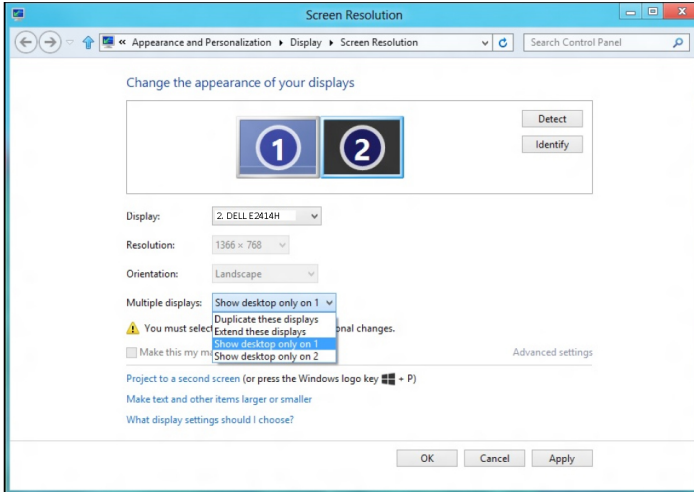 Screen Resolution
« Appearance and Personalization ▸ Display ▸ Screen Resolution
Search Control Panel
Change the appearance of your displays
1 2
Detect
Identify
Display: 2. DELL E2414H
Resolution: 1366 × 768
Orientation: Landscape
Multiple displays: Show desktop only on 1
Duplicate these displays
You must selec
Extend these displays
onal changes.
Show desktop only on 1
Make this my m
Show desktop only on 2
Advanced settings
Project to a second screen (or press the Windows logo key + P)
Make text and other items larger or smaller
What display settings should I choose?
OK Cancel Apply